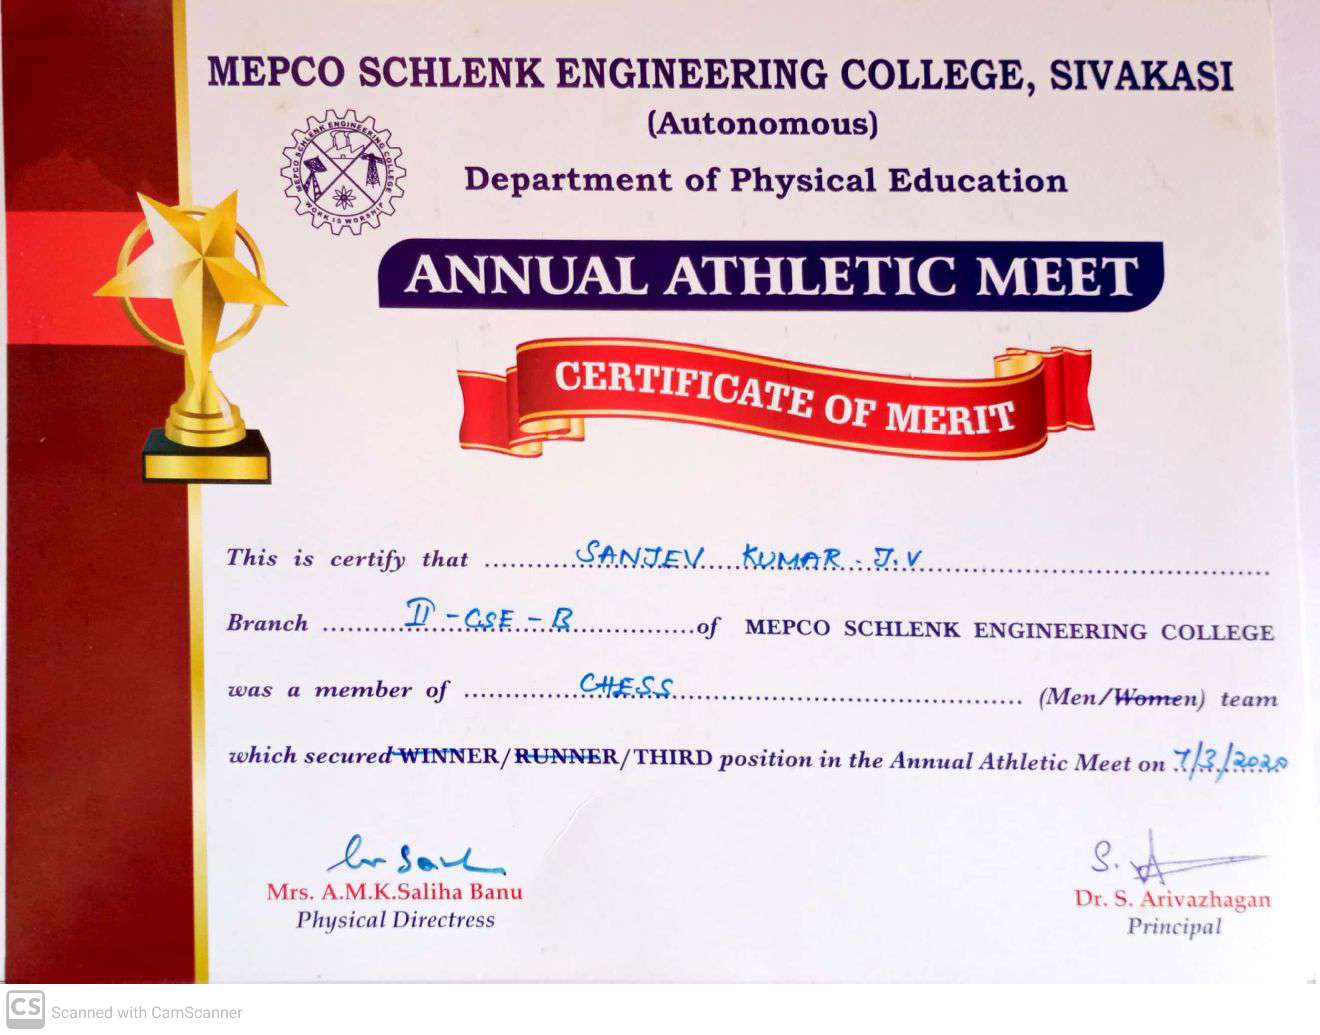 MEPCO SCHLENK ENGINEERING COLLEGE, SIVAKASI
(Autonomous)
MEPCO SCHLENK ENGINEERING COLLEGE
WORK IS WORSHIP
Department of Physical Education
ANNUAL ATHLETIC MEET
CERTIFICATE OF MERIT
This is certify that SANJEV KUMAR. J.V
Branch II - CSE - B of MEPCO SCHLENK ENGINEERING COLLEGE
was a member of CHESS (Men/Women) team
which secured WINNER/RUNNER/THIRD position in the Annual Athletic Meet on 7/3/2020
Mrs. A.M.K.Saliha Banu
Physical Directress
S. A
Dr. S. Arivazhagan
Principal
CS Scanned with CamScanner